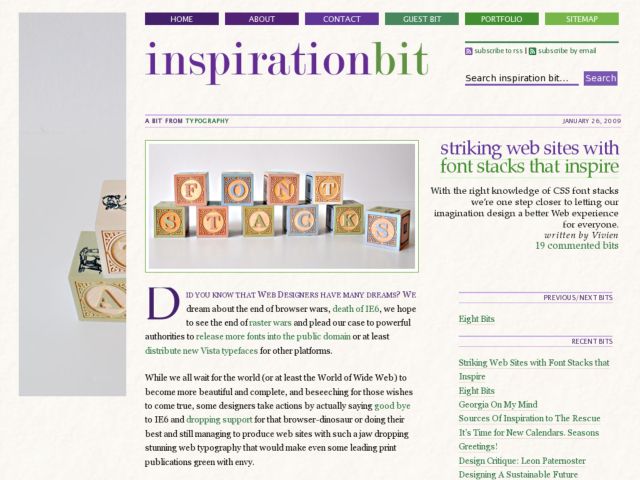 HOME ABOUT CONTACT GUEST BIT PORTFOLIO SITEMAP
inspirationbit
subscribe to rss | subscribe by email
Search inspiration bit... Search
A BIT FROM TYPOGRAPHY
JANUARY 26, 2009
FONT
STACKS
striking web sites with
font stacks that inspire
With the right knowledge of CSS font stacks
we're one step closer to letting our
imagination design a better Web experience
for everyone.
written by Vivien
19 commented bits
DID YOU KNOW THAT WEB DESIGNERS HAVE MANY DREAMS? WE
dream about the end of browser wars, death of IE6, we hope
to see the end of raster wars and plead our case to powerful
authorities to release more fonts into the public domain or at least
distribute new Vista typefaces for other platforms.
While we all wait for the world (or at least the World of Wide Web) to
become more beautiful and complete, and beseeching for those wishes
to come true, some designers take actions by actually saying good bye
to IE6 and dropping support for that browser-dinosaur or doing their
best and still managing to produce web sites with such a jaw dropping
stunning web typography that would make even some leading print
publications green with envy.
PREVIOUS/NEXT BITS
Eight Bits
RECENT BITS
Striking Web Sites with Font Stacks that
Inspire
Eight Bits
Georgia On My Mind
Sources Of Inspiration to The Rescue
It's Time for New Calendars. Seasons
Greetings!
Design Critique: Leon Paternoster
Designing A Sustainable Future